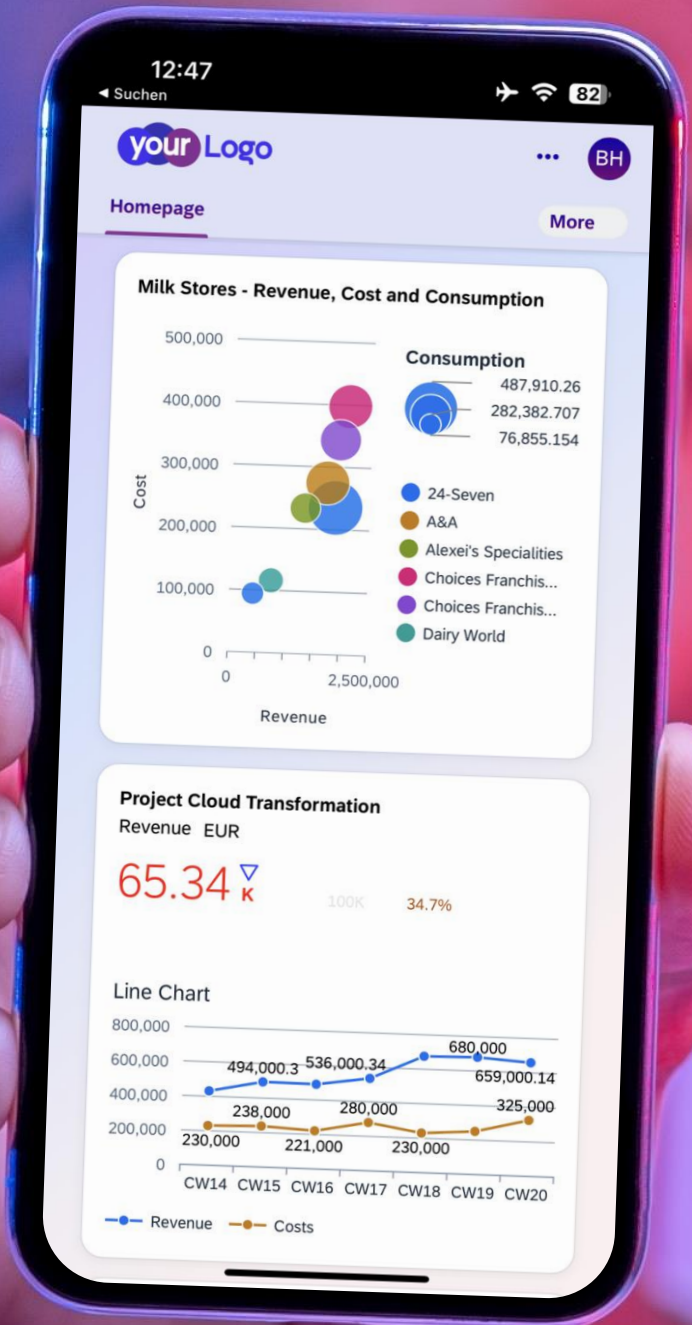 12:47
◀ Suchen
82
your Logo
... BH
Homepage
More
Milk Stores - Revenue, Cost and Consumption
500,000
400,000
300,000
200,000
100,000
0
Cost
0
2,500,000
Revenue
Consumption
487,910.26
282,382.707
76,855.154
24-Seven
A&A
Alexei's Specialities
Choices Franchis...
Choices Franchis...
Dairy World
Project Cloud Transformation
Revenue EUR
65.34 K
100K
34.7%
Line Chart
800,000
600,000
400,000
200,000
0
494,000.3
536,000.34
680,000
659,000.14
230,000
238,000
221,000
280,000
230,000
325,000
CW14 CW15 CW16 CW17 CW18 CW19 CW20
Revenue Costs